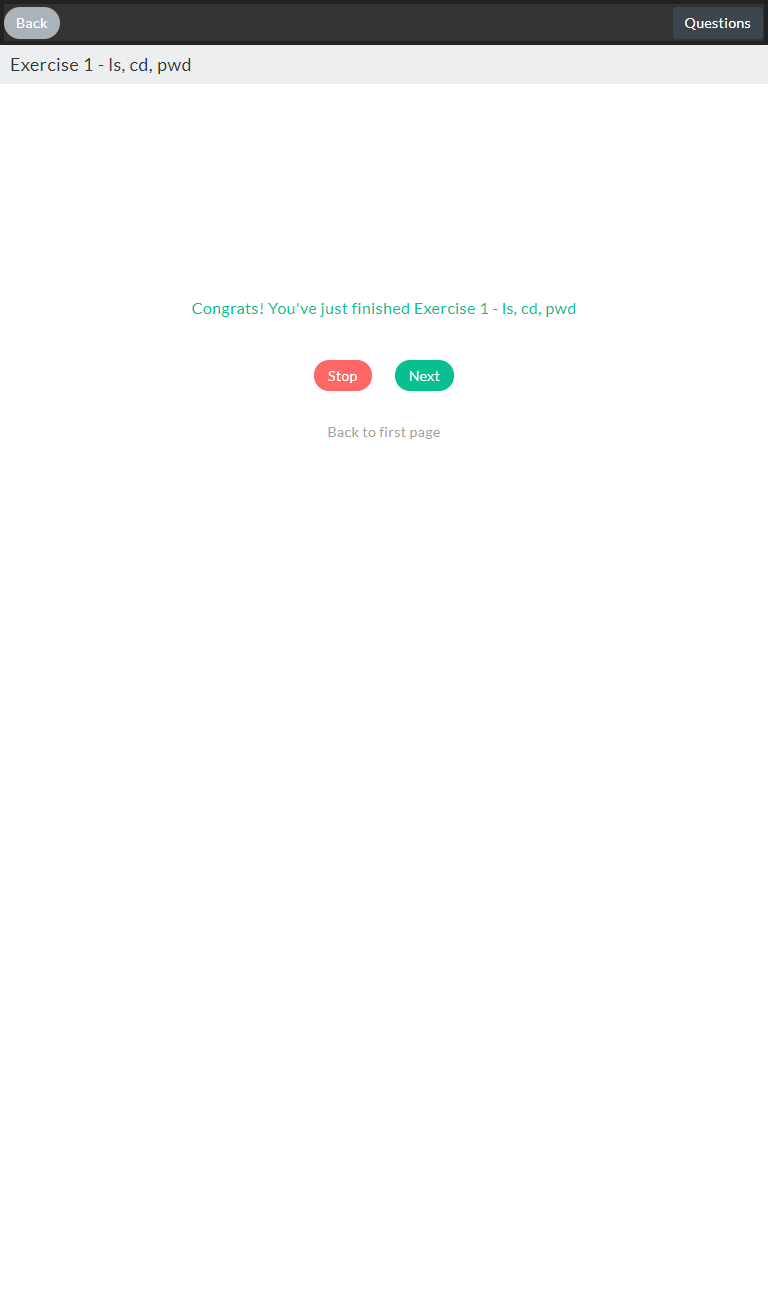 Back
Questions
Exercise 1 - ls, cd, pwd
Congrats! You've just finished Exercise 1 - ls, cd, pwd
Stop
Next
Back to first page